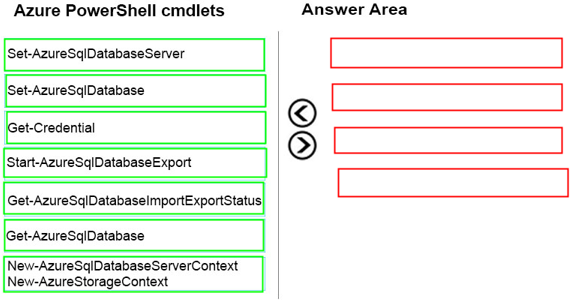 Azure PowerShell cmdlets
Answer Area
Set-AzureSqlDatabaseServer
Set-AzureSqlDatabase
Get-Credential
Start-AzureSqlDatabaseExport
Get-AzureSqlDatabaseImportExportStatus
Get-AzureSqlDatabase
New-AzureSqlDatabaseServerContext
New-AzureStorageContext